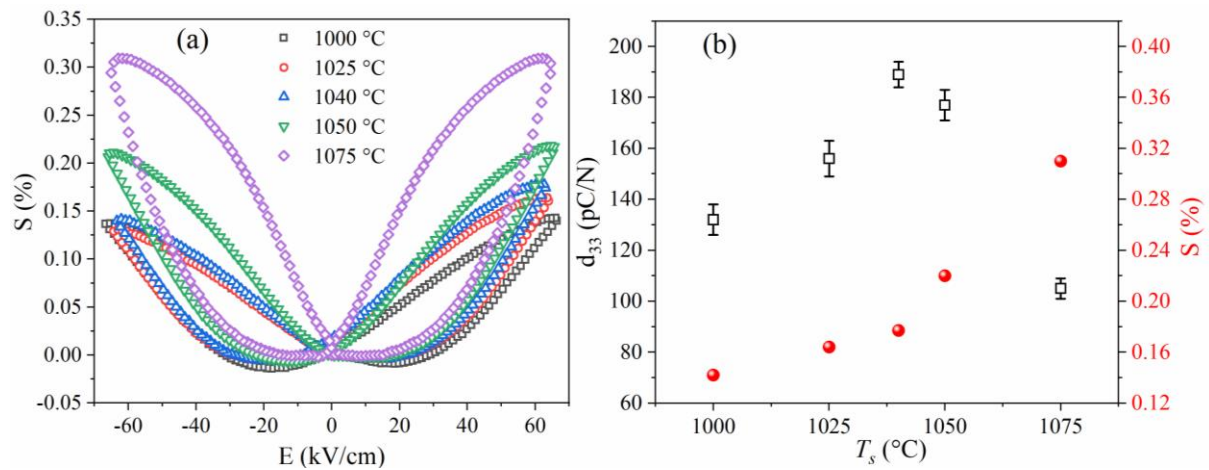 (a)
1000 °C
1025 °C
1040 °C
1050 °C
1075 °C
S (%)
0.35
0.30
0.25
0.20
0.15
0.10
0.05
0.00
-0.05
-60 -40 -20 0 20 40 60
E (kV/cm)
(b)
d33 (pC/N)
200
180
160
140
120
100
80
60
1000 1025 1050 1075
Ts (°C)
0.40
0.36
0.32
0.28
0.24
0.20
0.16
0.12
S (%)